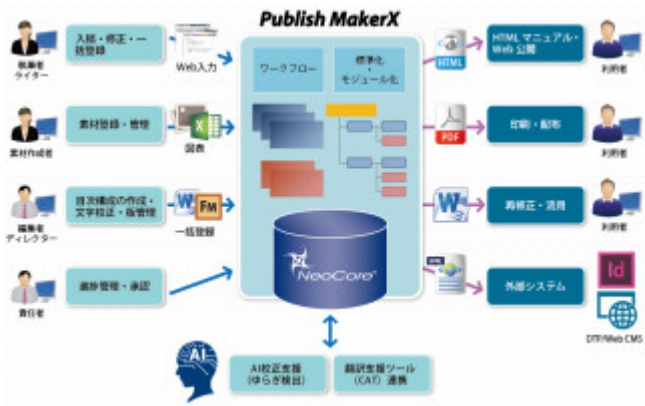 Publish MakerX
入稿・修正・一
括登録
執筆者
ライター
Web入力
ワークフロー
標準化
・
モジュール化
HTML
HTML マニュアル・
Web 公開
利用者
素材登録・管理
素材作成者
図表
PDF
印刷・配布
利用者
目次構成の作成・
文字校正・版管理
編集者
ディレクター
W
FM
一括登録
W
再修正・流用
利用者
進捗管理・承認
責任者
NeoCore
XML
外部システム
Id
DTP/Web CMS
AI
AI校正支援
(ゆらぎ検出)
翻訳支援ツール
(CAT) 連携